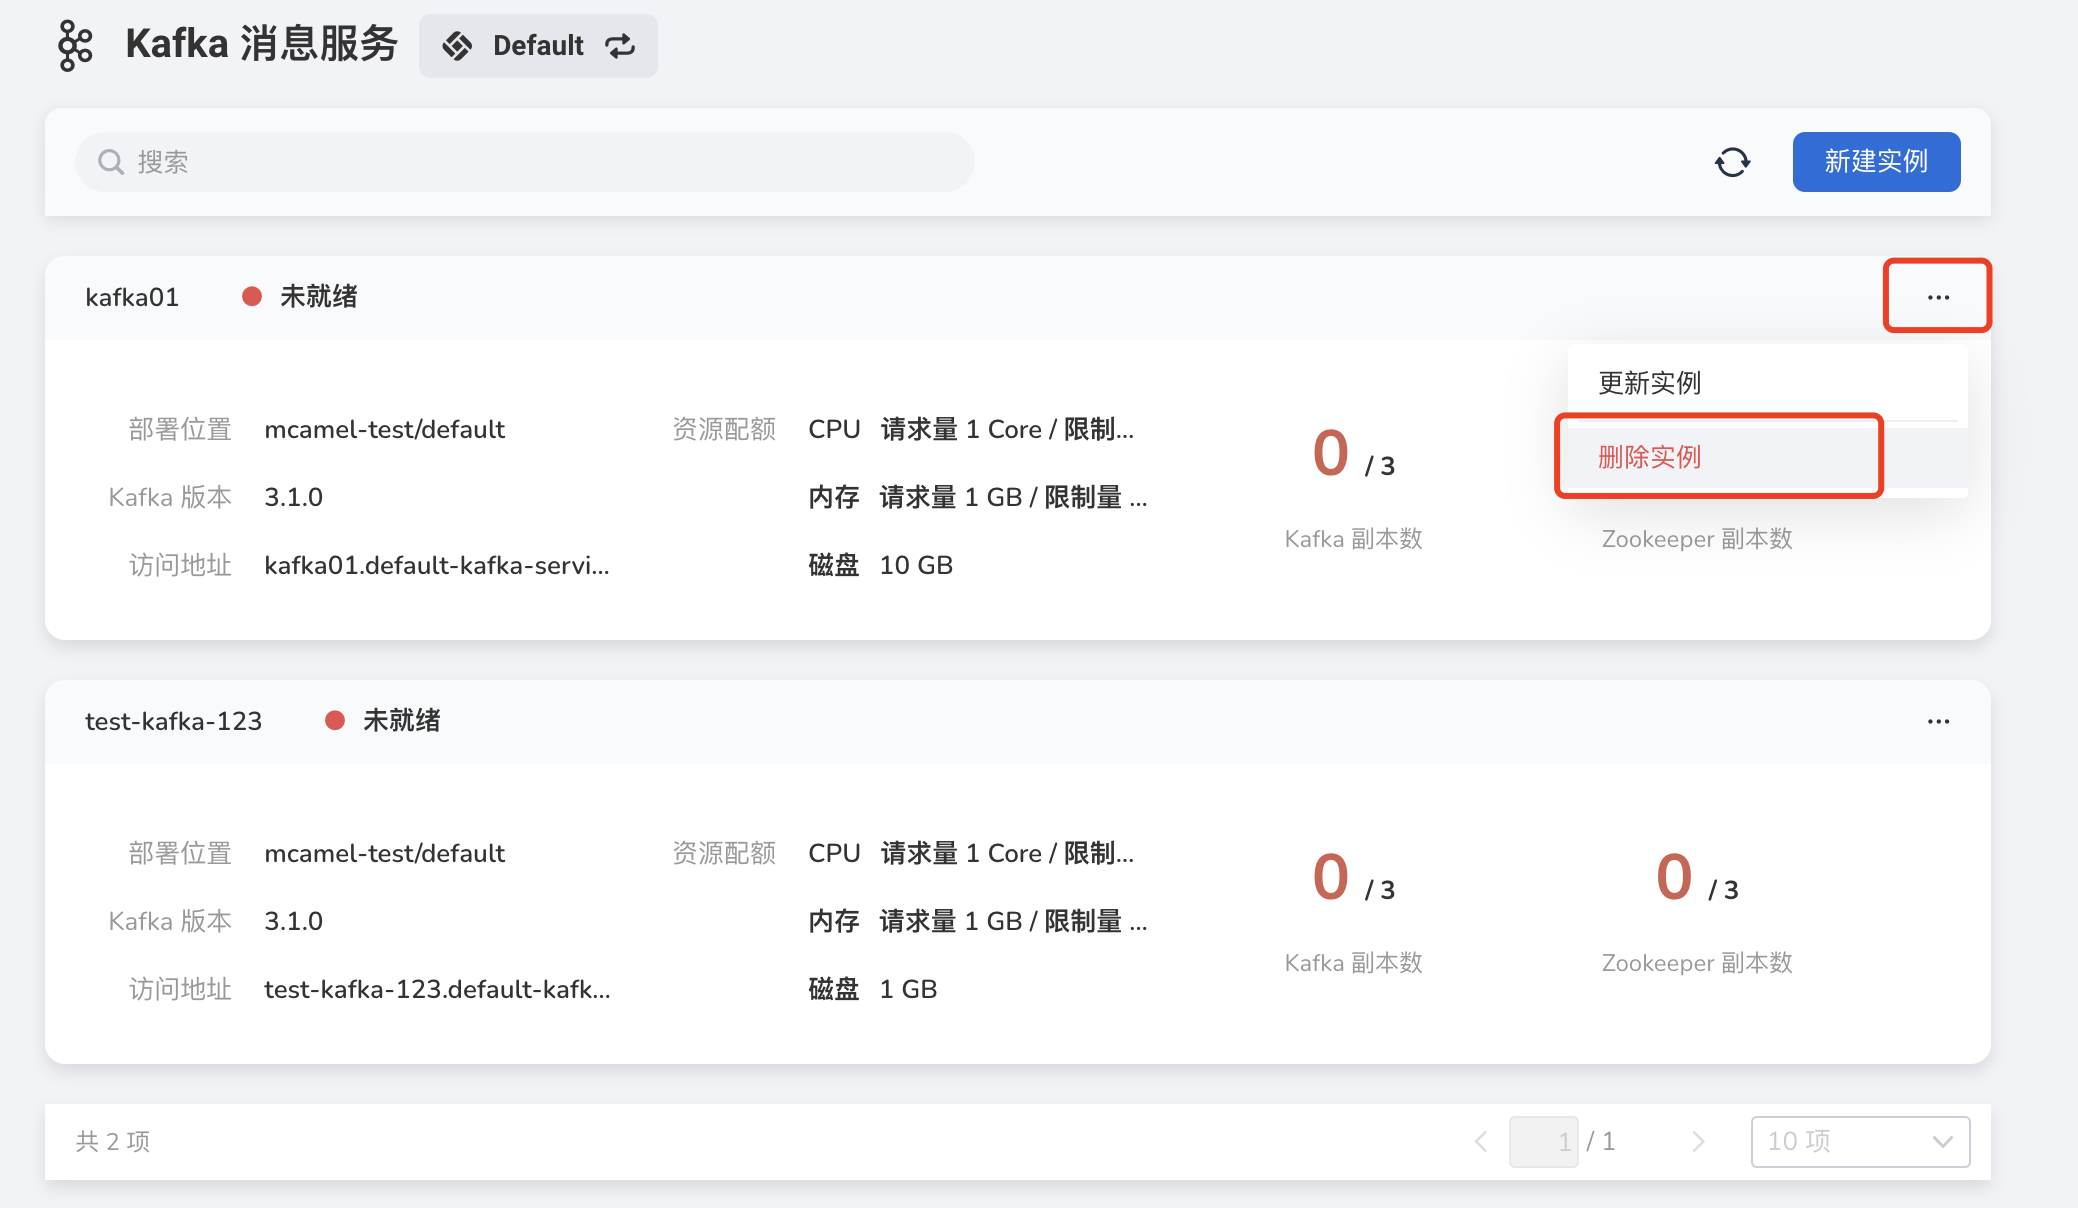 Kafka 消息服务 Default
搜索
新建实例
kafka01 未就绪 ...
更新实例
删除实例
部署位置 mcamel-test/default 资源配额 CPU 请求量 1 Core / 限制...
Kafka 版本 3.1.0 内存 请求量 1 GB / 限制量 ...
访问地址 kafka01.default-kafka-servi... 磁盘 10 GB
0 / 3
Kafka 副本数 Zookeeper 副本数
test-kafka-123 未就绪 ...
部署位置 mcamel-test/default 资源配额 CPU 请求量 1 Core / 限制...
Kafka 版本 3.1.0 内存 请求量 1 GB / 限制量 ...
访问地址 test-kafka-123.default-kafk... 磁盘 1 GB
0 / 3 0 / 3
Kafka 副本数 Zookeeper 副本数
共 2 项 1 / 1 10 项